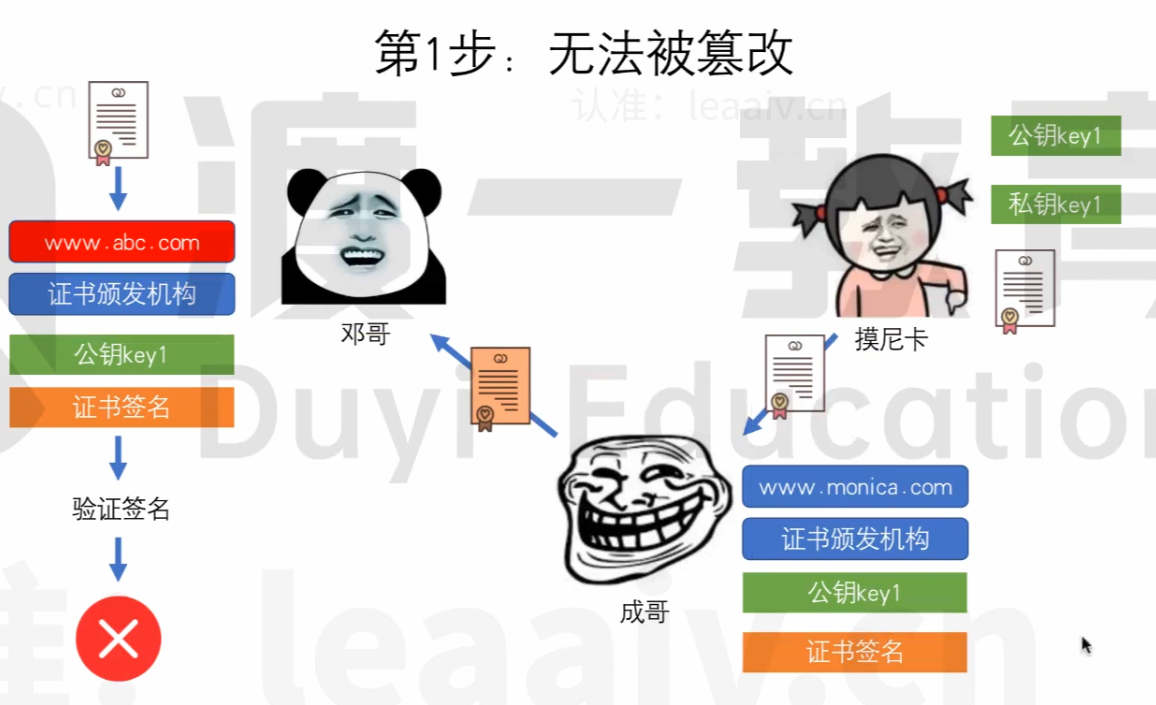 第1步：无法被篡改
认准：leaaiv.cn
v.cn
渡一教育
Duyi Education
公钥key1
私钥key1
www.abc.com
证书颁发机构
公钥key1
证书签名
验证签名
邓哥
摸尼卡
成哥
www.monica.com
证书颁发机构
公钥key1
证书签名
准：leaaiv.cn